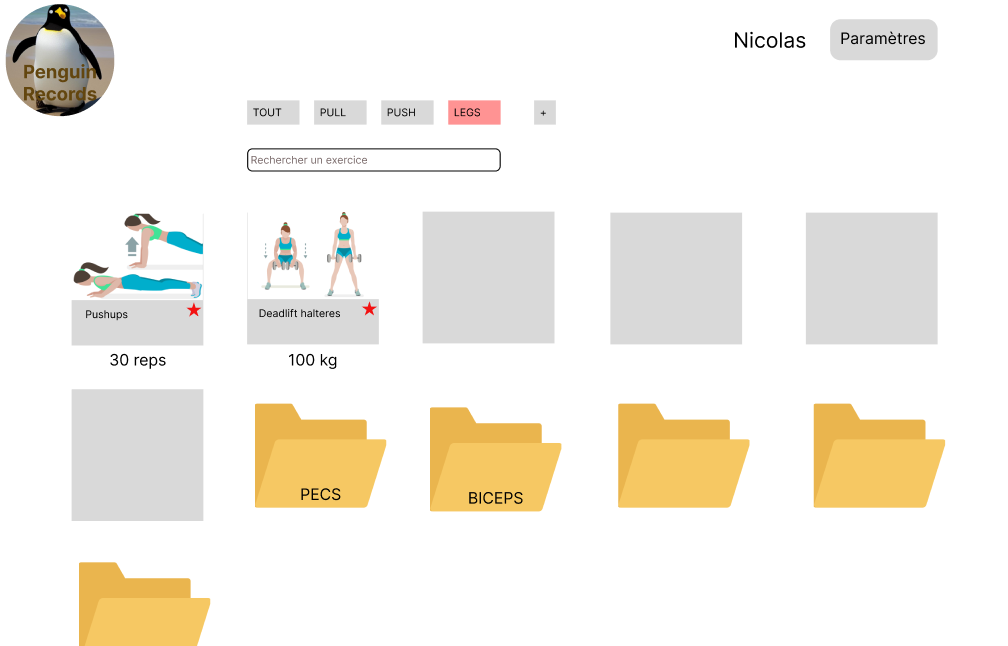 Penguin
Records
Nicolas
Paramètres
TOUT
PULL
PUSH
LEGS
+
Rechercher un exercice
Pushups
Deadlift halteres
30 reps
100 kg
PECS
BICEPS